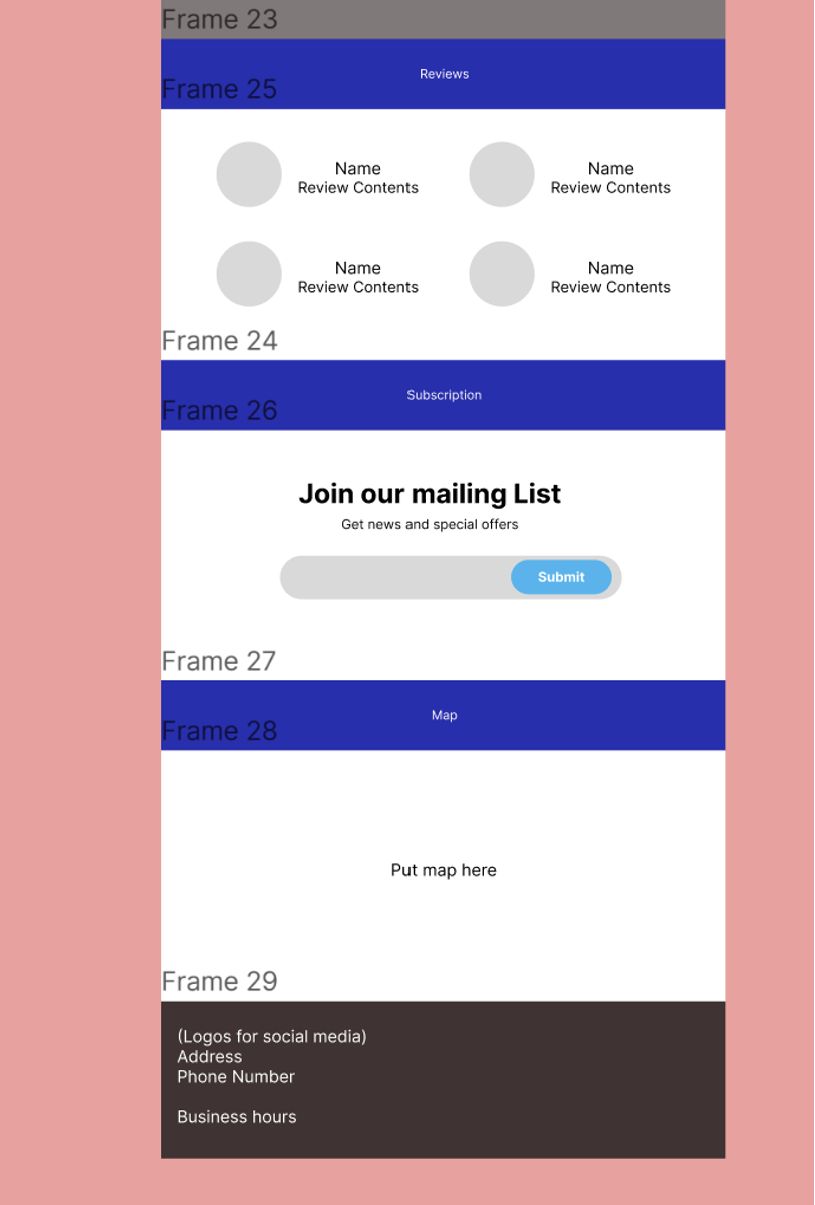 Frame 23
Reviews
Frame 25
Name
Review Contents
Name
Review Contents
Name
Review Contents
Name
Review Contents
Frame 24
Subscription
Frame 26
Join our mailing List
Get news and special offers
Submit
Frame 27
Map
Frame 28
Put map here
Frame 29
(Logos for social media)
Address
Phone Number
Business hours